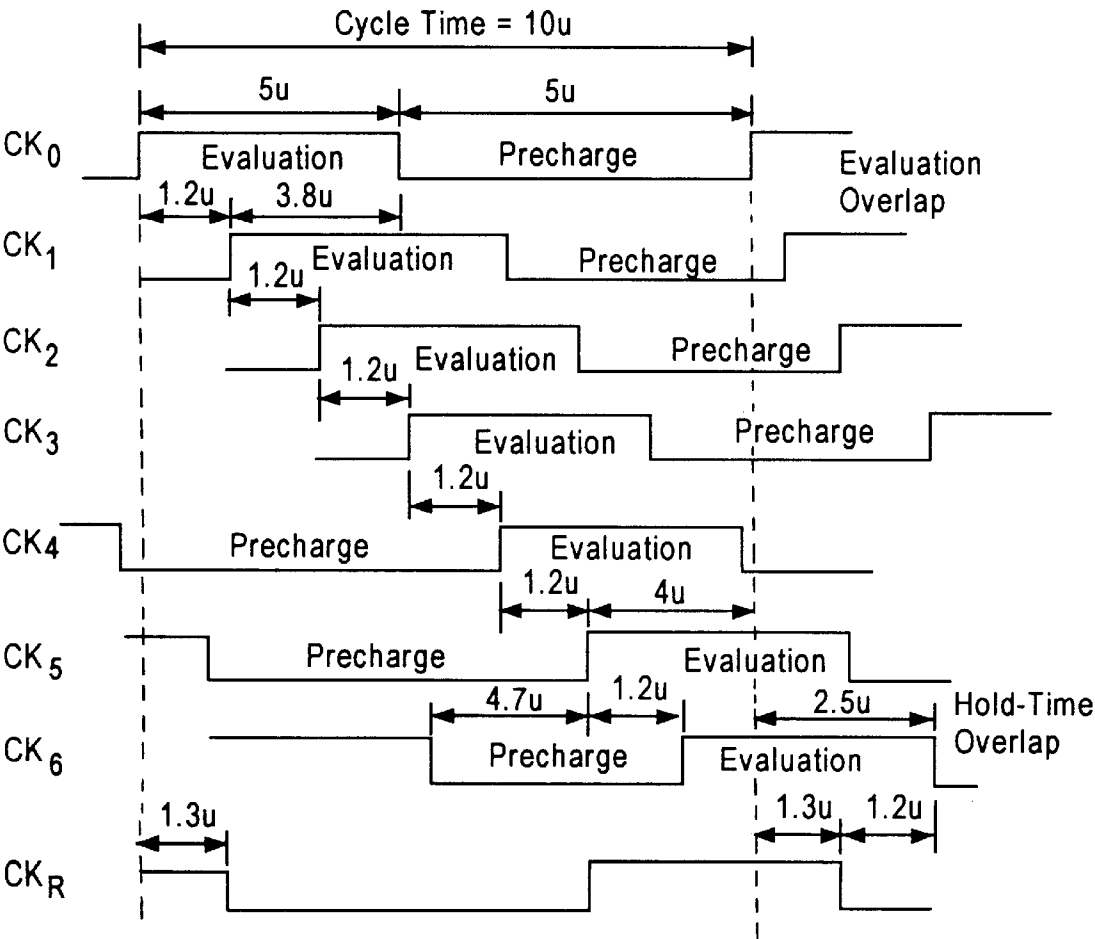 Cycle Time = 10u
5u 5u
CK0 Evaluation Precharge Evaluation
Overlap
1.2u 3.8u
CK1 Evaluation Precharge
1.2u
CK2 Evaluation Precharge
1.2u
CK3 Evaluation Precharge
1.2u
CK4 Precharge Evaluation
1.2u 4u
CK5 Precharge Evaluation
4.7u 1.2u 2.5u Hold-Time
Overlap
CK6 Precharge Evaluation
1.3u 1.3u 1.2u
CKR